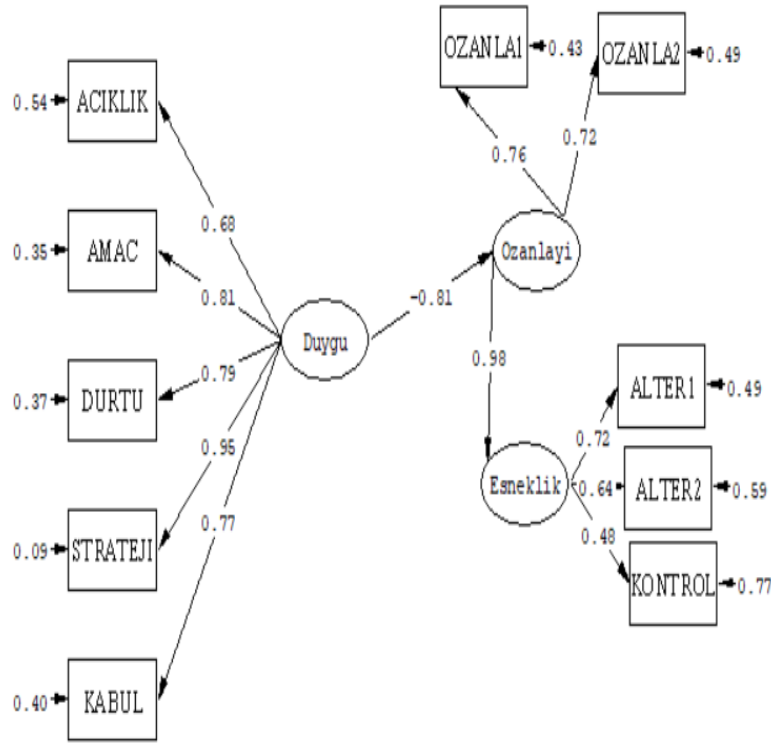 OZANLA1
0.43
OZANLA2
0.49
0.54
ACIKLIK
0.76
0.72
0.68
0.35
AMAC
Ozanlayi
0.81
-0.81
Duygu
0.79
0.98
0.37
DURTU
ALTER1
0.49
0.95
0.72
0.77
Esneklik
0.64
ALTER2
0.59
0.48
0.09
STRATEJI
KONTROL
0.77
0.40
KABUL